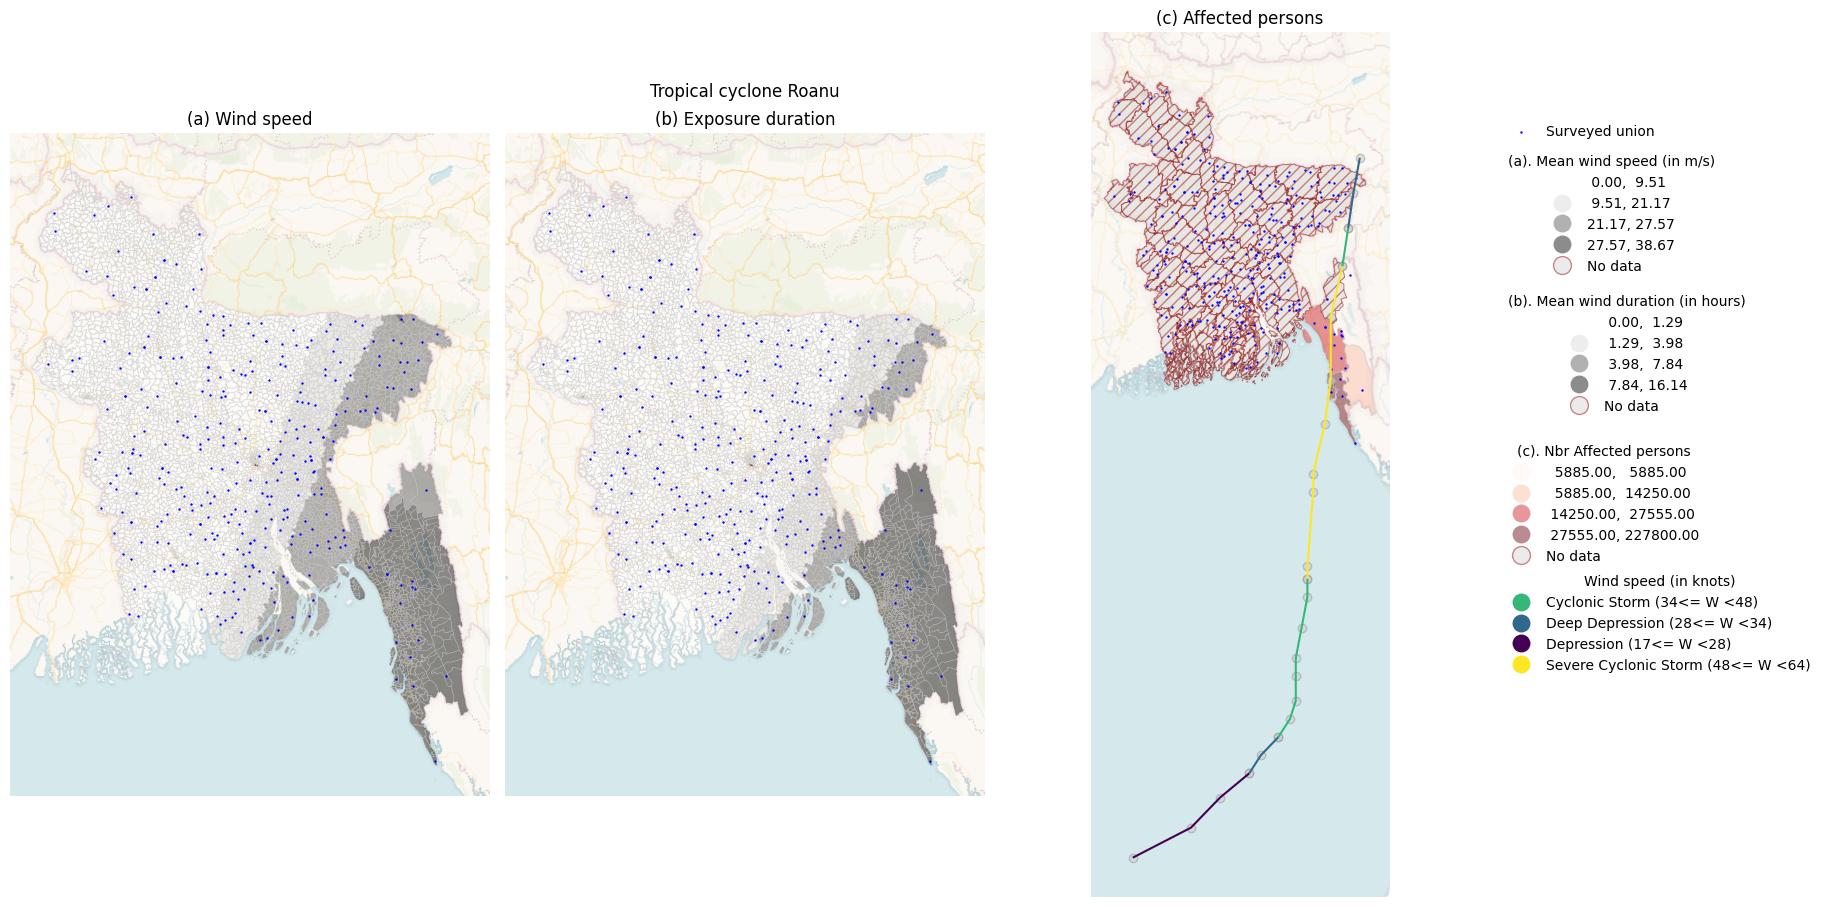 Tropical cyclone Roanu
(a) Wind speed
(b) Exposure duration
(c) Affected persons
Surveyed union
(a). Mean wind speed (in m/s)
0.00, 9.51
9.51, 21.17
21.17, 27.57
27.57, 38.67
No data
(b). Mean wind duration (in hours)
0.00, 1.29
1.29, 3.98
3.98, 7.84
7.84, 16.14
No data
(c). Nbr Affected persons
5885.00, 5885.00
5885.00, 14250.00
14250.00, 27555.00
27555.00, 227800.00
No data
Wind speed (in knots)
Cyclonic Storm (34<= W <48)
Deep Depression (28<= W <34)
Depression (17<= W <28)
Severe Cyclonic Storm (48<= W <64)